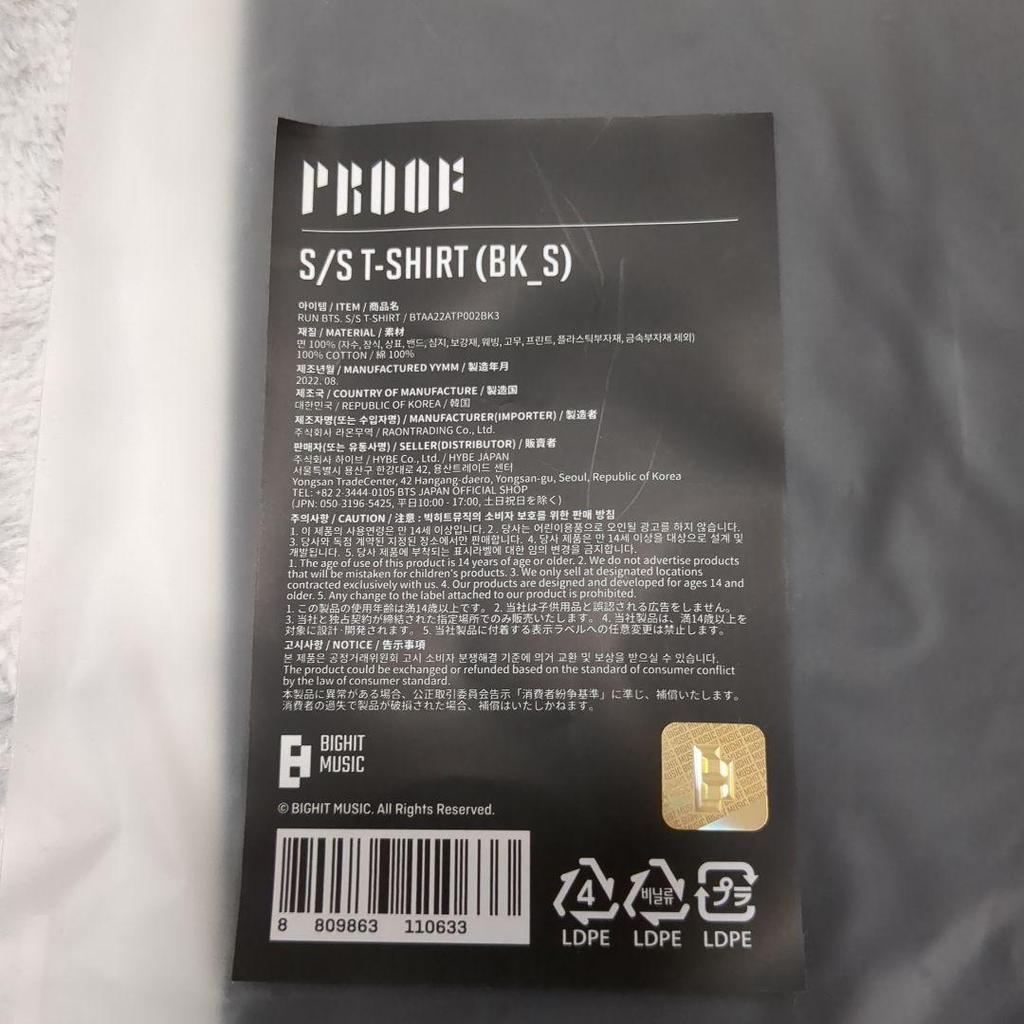 PROOF
S/S T-SHIRT (BK_S)
아이템 / ITEM / 商品名
RUN BTS. S/S T-SHIRT / BTAA22ATP002BK3
재질 / MATERIAL / 素材
면 100% (자수, 장식, 상표, 밴드, 심지, 보강재, 웨빙, 고무, 프린트, 플라스틱부자재, 금속부자재 제외)
100% COTTON / 綿 100%
제조년월 / MANUFACTURED YYMM / 製造年月
2022. 08.
제조국 / COUNTRY OF MANUFACTURE / 製造国
대한민국 / REPUBLIC OF KOREA / 韓国
제조자명(또는 수입자명) / MANUFACTURER(IMPORTER) / 製造者
주식회사 라온무역 / RAONTRADING Co., Ltd.
판매자(또는 유통사명) / SELLER(DISTRIBUTOR) / 販賣者
주식회사 하이브 / HYBE Co., Ltd. / HYBE JAPAN
서울특별시 용산구 한강대로 42, 용산트레이드 센터
Yongsan TradeCenter, 42 Hangang-daero, Yongsan-gu, Seoul, Republic of Korea
TEL: +82 2-3444-0105 BTS JAPAN OFFICIAL SHOP
(JPN: 050-3196-5425, 平日10:00 - 17:00, 土日祝日を除く)
주의사항 / CAUTION / 注意 : 빅히트뮤직의 소비자 보호를 위한 판매 방침
1. 이 제품의 사용연령은 만 14세 이상입니다. 2. 당사는 어린이용품으로 오인될 광고를 하지 않습니다.
3. 당사와 독점 계약된 지정된 장소에서만 판매합니다. 4. 당사 제품은 만 14세 이상을 대상으로 설계 및
개발됩니다. 5. 당사 제품에 부착되는 표시라벨에 대한 임의 변경을 금지합니다.
1. The age of use of this product is 14 years of age or older. 2. We do not advertise products
that will be mistaken for children's products. 3. We only sell at designated locations
contracted exclusively with us. 4. Our products are designed and developed for ages 14 and
older. 5. Any change to the label attached to our product is prohibited.
1. この製品の使用年齢は満14歳以上です。 2. 当社は子供用品と誤認される広告をしません。
3. 当社と独占契約が締結された指定場所でのみ販売いたします。 4. 当社製品は、満14歳以上を
対象に設計·開発されます。 5. 当社製品に付着する表示ラベルへの任意変更は禁止します。
고시사항 / NOTICE / 告示事項
본 제품은 공정거래위원회 고시 소비자 분쟁해결 기준에 의거 교환 및 보상을 받으실 수 있습니다.
The product could be exchanged or refunded based on the standard of consumer conflict
by the law of consumer standard.
本製品に異常がある場合、公正取引委員会告示「消費者紛争基準」に準じ、補償いたします。
消費者の過失で製品が破損された場合、補償はいたしかねます。
BIGHIT
MUSIC
© BIGHIT MUSIC. All Rights Reserved.
8 809863 110633
4 비닐류 プラ
LDPE LDPE LDPE